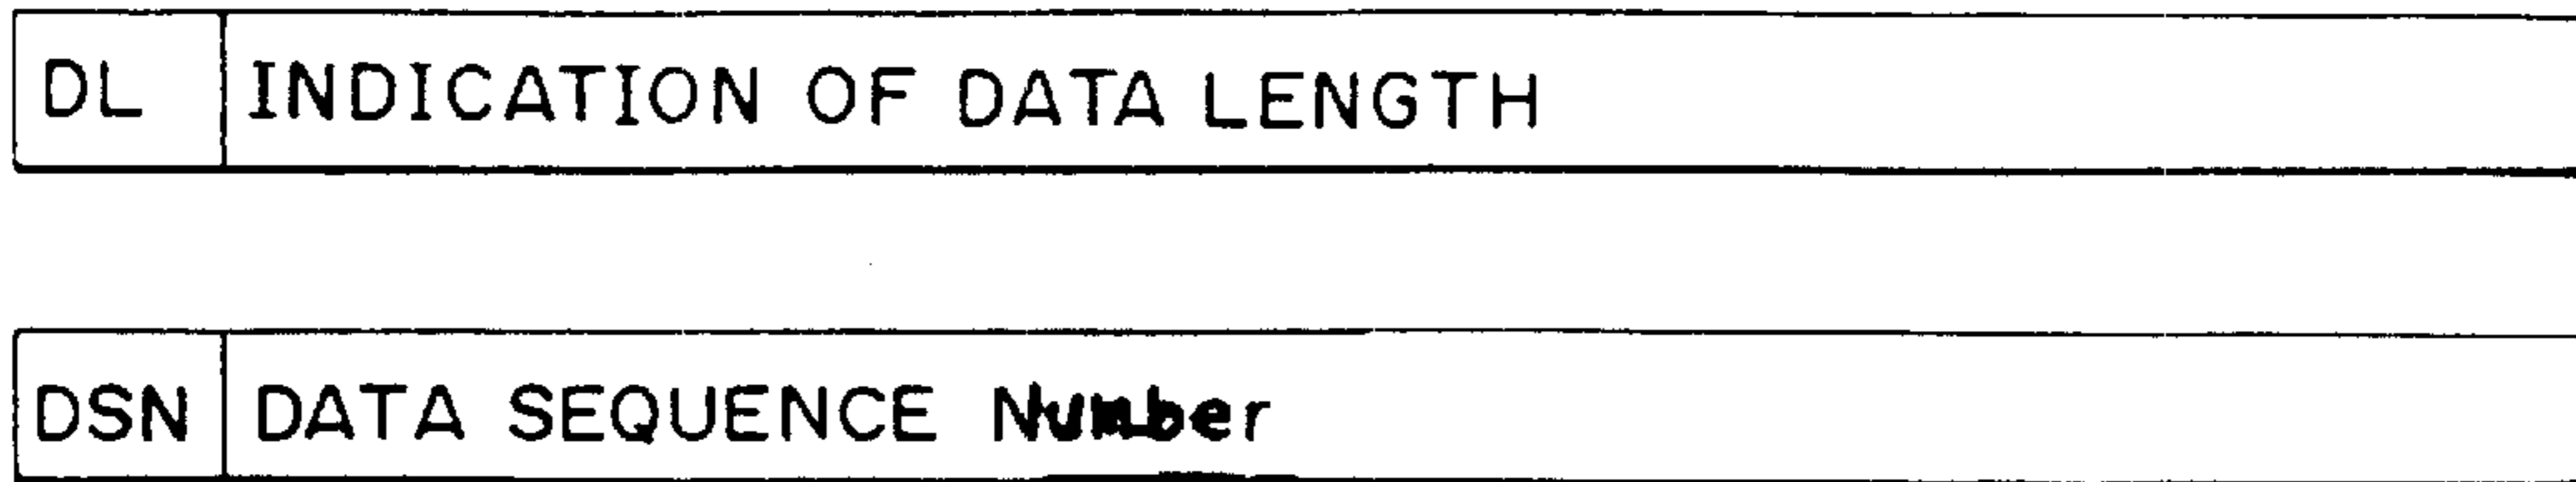 DL INDICATION OF DATA LENGTH
DSN DATA SEQUENCE Number